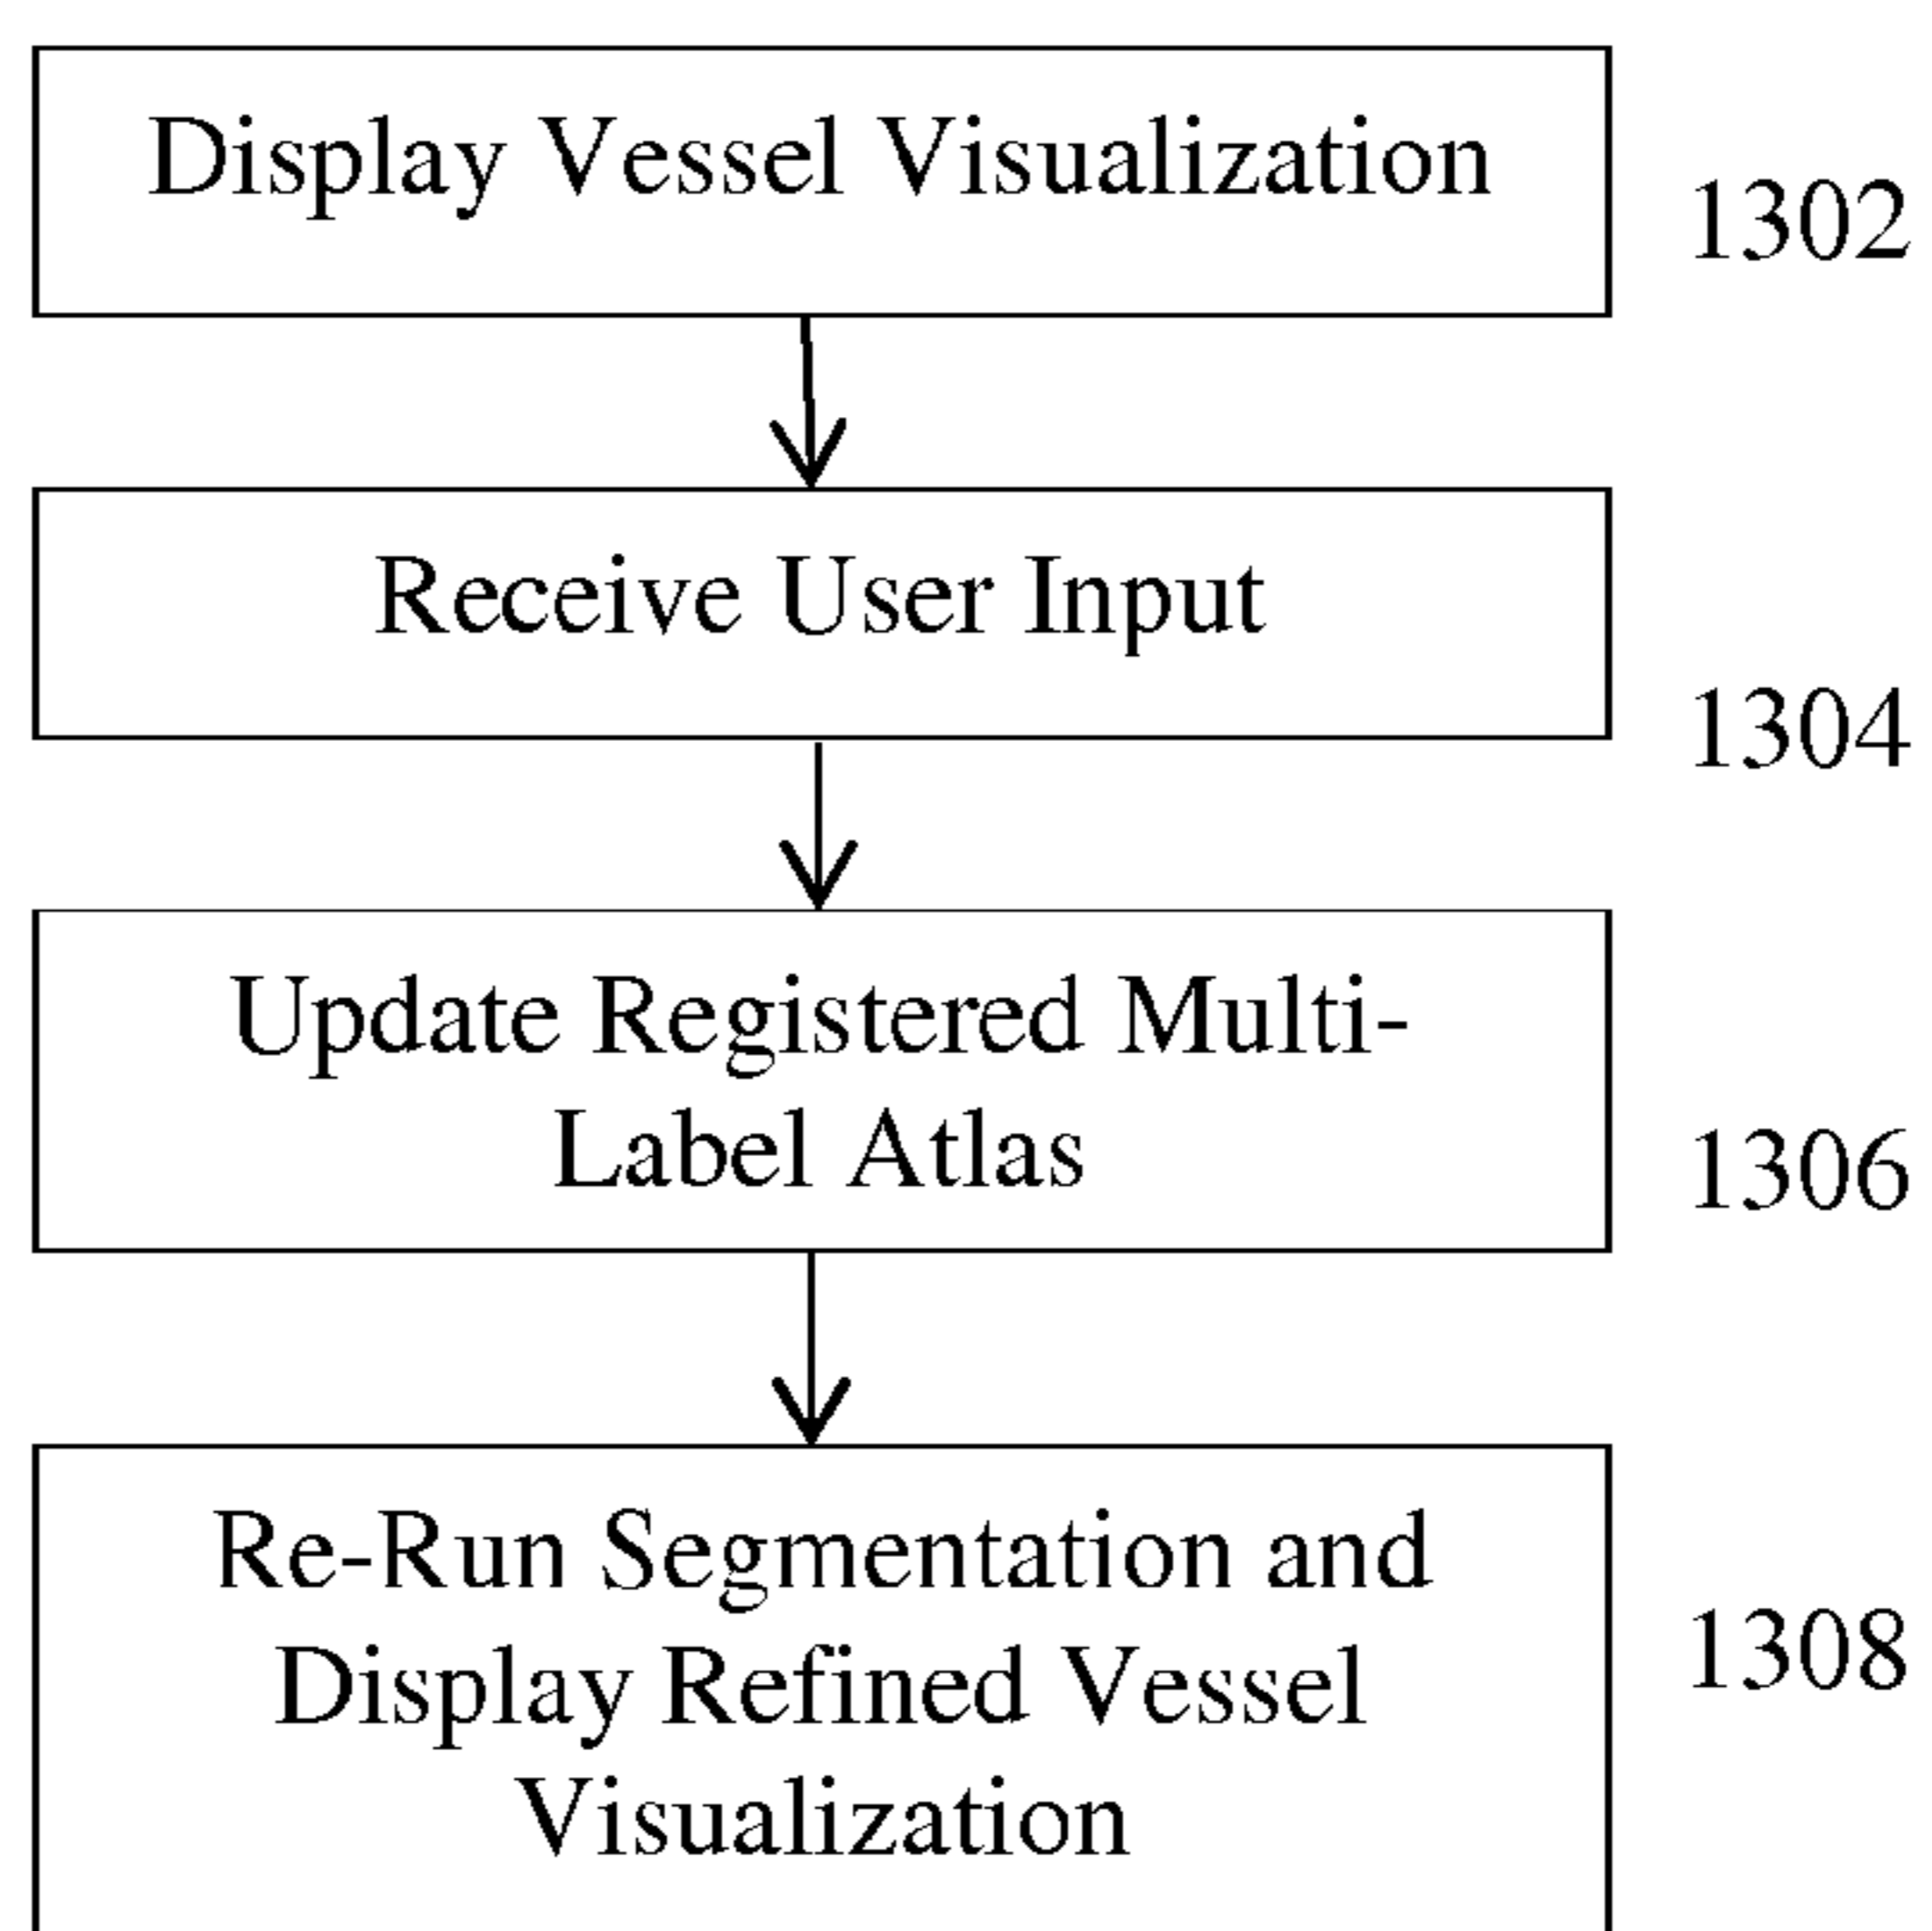 Display Vessel Visualization
1302
Receive User Input
1304
Update Registered Multi-
Label Atlas
1306
Re-Run Segmentation and
Display Refined Vessel
Visualization
1308